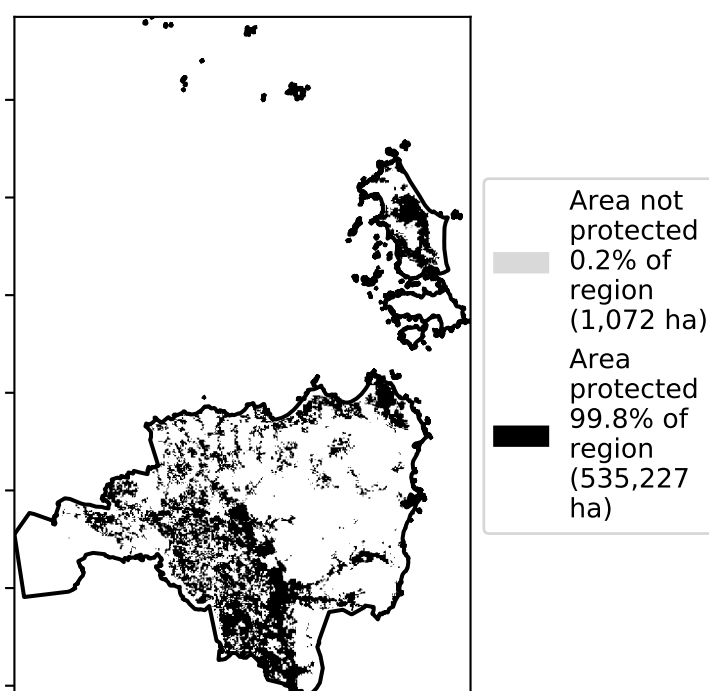 Area not
protected
0.2% of
region
(1,072 ha)
Area
protected
99.8% of
region
(535,227
ha)